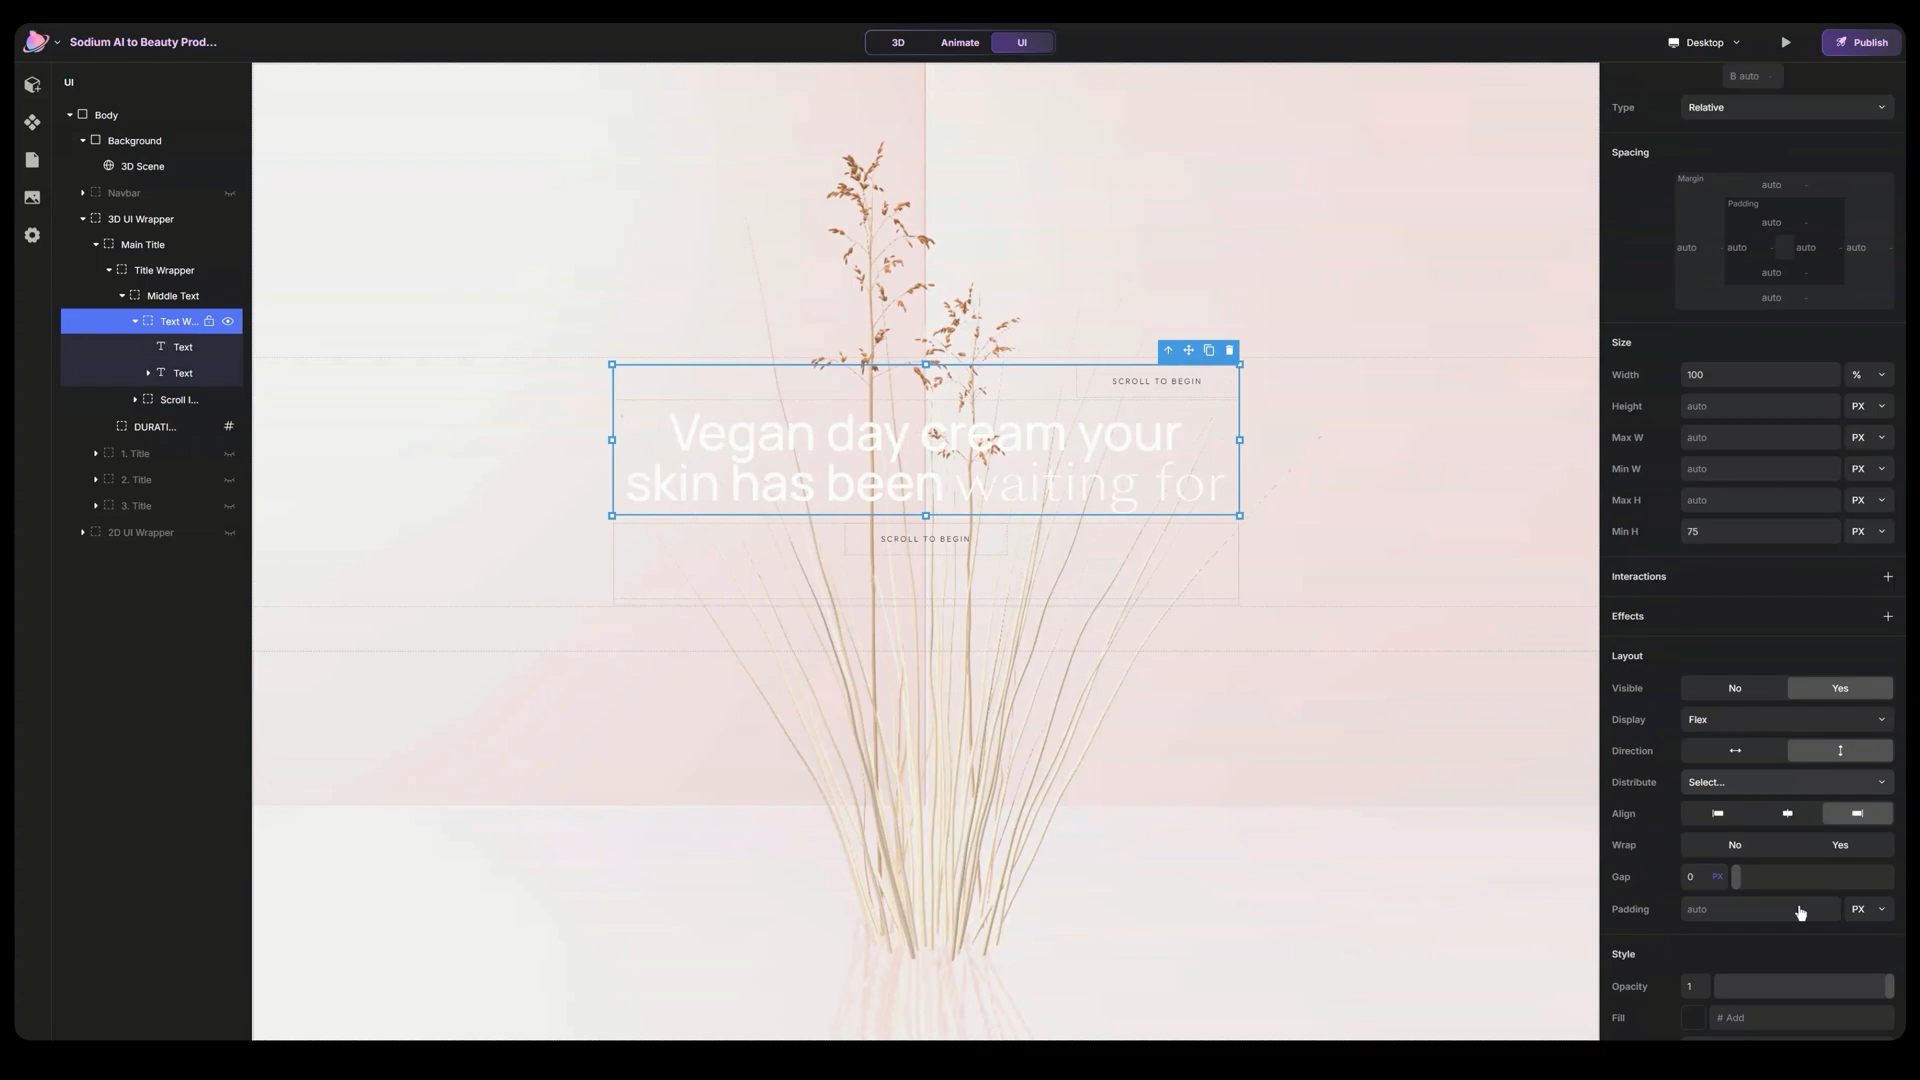 Sodium AI to Beauty Prod...
3D
Animate
UI
Desktop
Publish
UI
Body
Background
3D Scene
Navbar
3D UI Wrapper
Main Title
Title Wrapper
Middle Text
Text W...
Text
Text
Scroll I...
DURATI...
#
1. Title
2. Title
3. Title
2D UI Wrapper
SCROLL TO BEGIN
Vegan day cream your
skin has been waiting for
SCROLL TO BEGIN
B auto -
Type Relative
Spacing
Margin
auto -
Padding
auto -
auto - auto - auto - auto -
auto -
auto -
Size
Width 100 %
Height auto PX
Max W auto PX
Min W auto PX
Max H auto PX
Min H 75 PX
Interactions +
Effects +
Layout
Visible No Yes
Display Flex
Direction
Distribute Select...
Align
Wrap No Yes
Gap 0 PX
Padding auto PX
Style
Opacity 1
Fill # Add